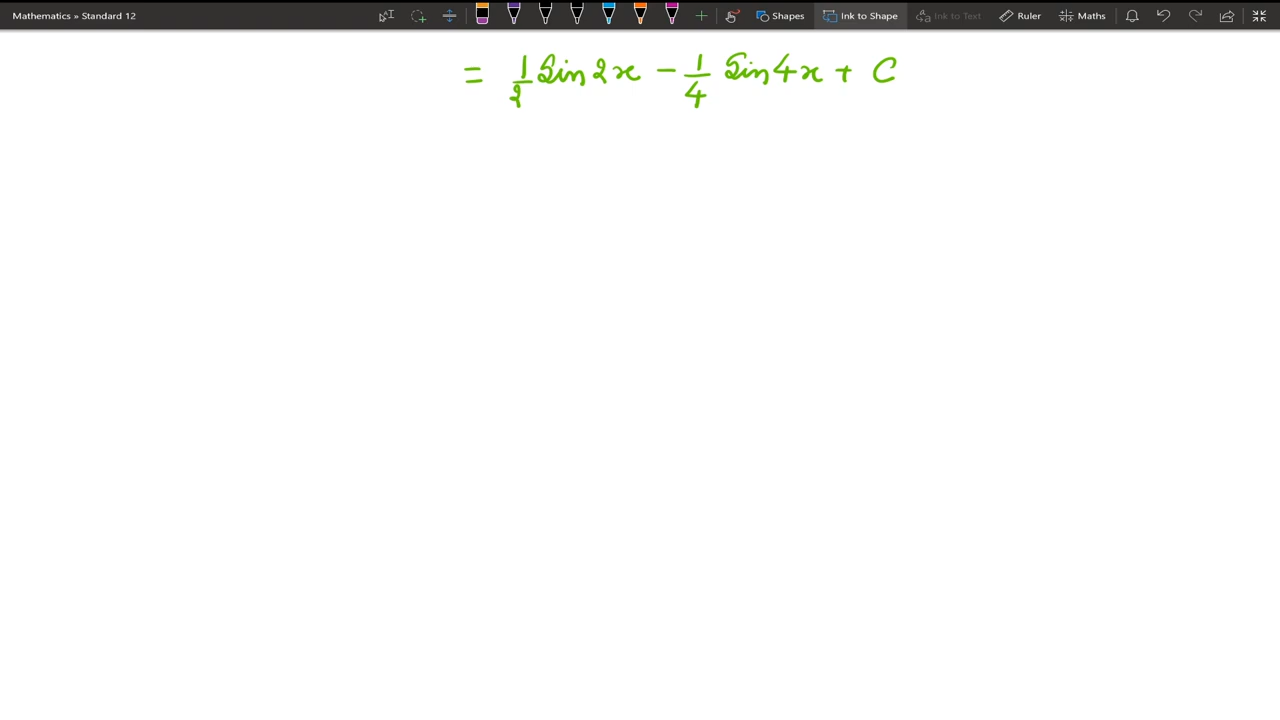 Mathematics » Standard 12 Shapes Ink to Shape Ink to Text Ruler Maths
= 1/2 Sin 2x - 1/4 Sin 4x + C